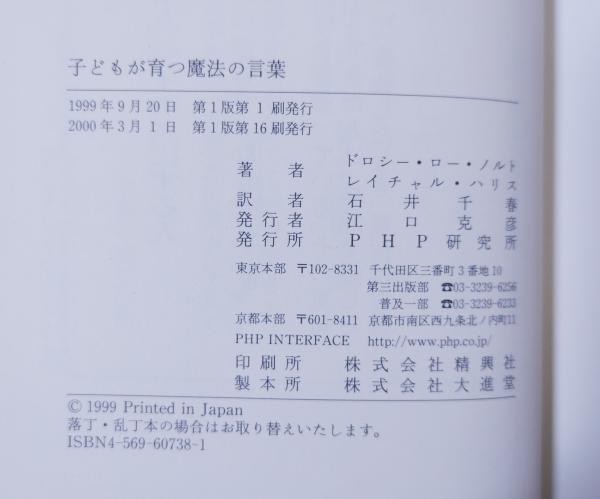 子どもが育つ魔法の言葉
1999年9月20日 第1版第1刷発行
2000年3月1日 第1版第16刷発行
著者 ドロシー・ロー・ノルト
レイチャル・ハリス
訳者 石井千春
発行者 江口克彦
発行所 PHP研究所
東京本部 〒102-8331 千代田区三番町3番地10
第三出版部 ☎03-3239-6256
普及一部 ☎03-3239-6233
京都本部 〒601-8411 京都市南区西九条北ノ内町11
PHP INTERFACE http://www.php.co.jp/
印刷所 株式会社精興社
製本所 株式会社大進堂
© 1999 Printed in Japan
落丁・乱丁本の場合はお取り替えいたします。
ISBN4-569-60738-1